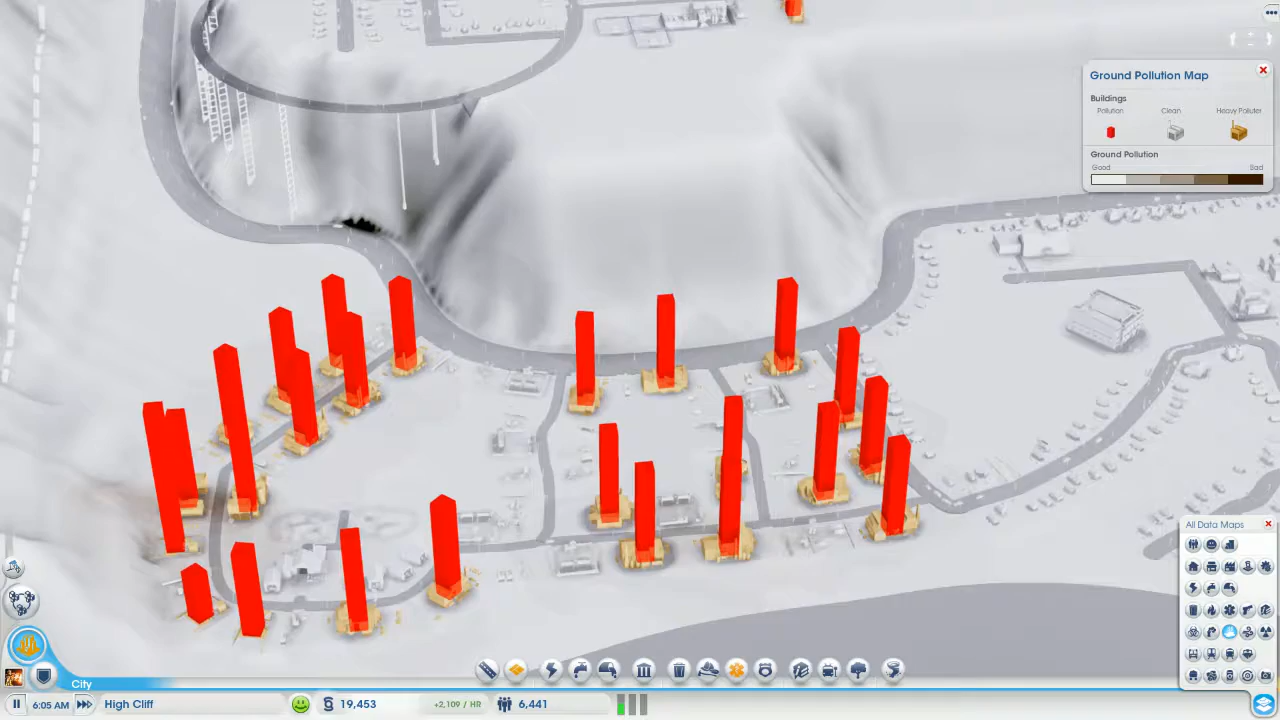 Ground Pollution Map
Buildings
Pollution Clean Heavy Polluter
Ground Pollution
Good Bad
All Data Maps
City
6:05 AM High Cliff 19,453 +2,109 / HR 6,441